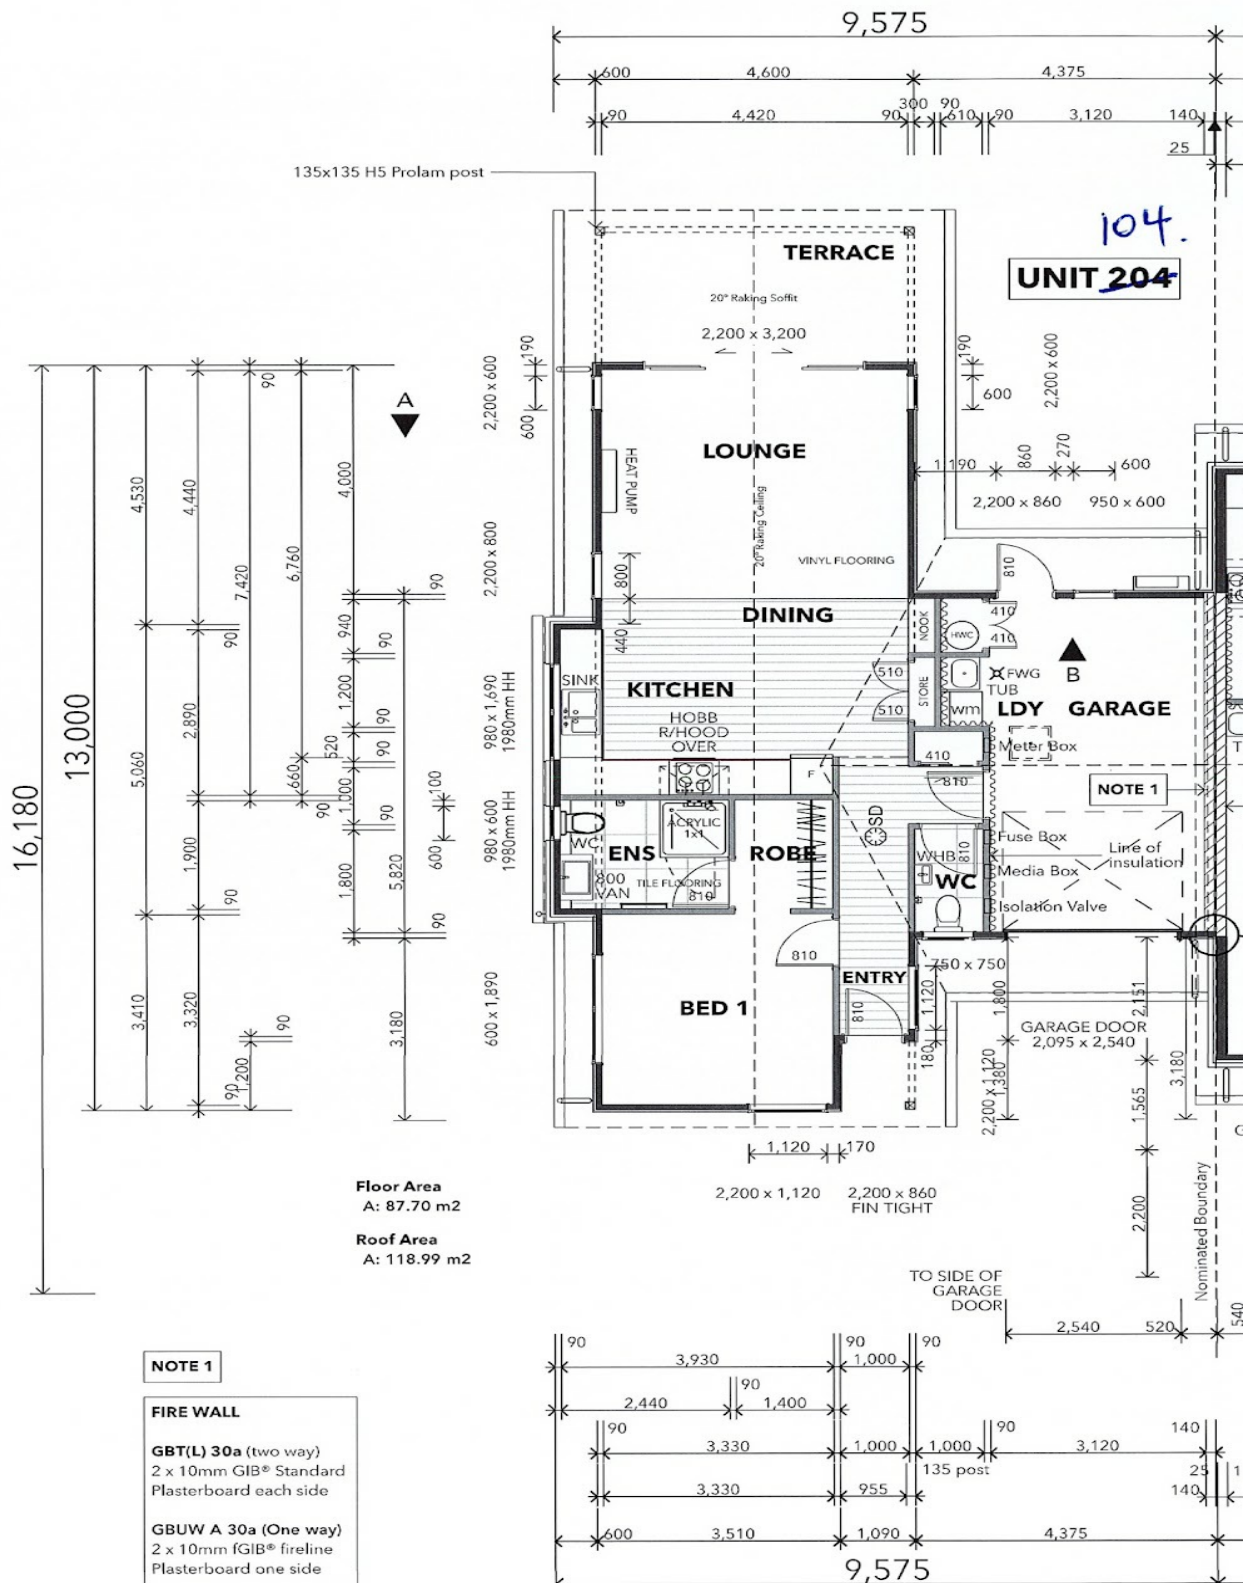 9,575
600 4,600 4,375
90 4,420 90 300 90 610 90 3,120 140
25
135x135 H5 Prolam post
104.
UNIT 204
TERRACE
20° Raking Soffit
2,200 x 3,200
190
2,200 x 600
600
190
600
2,200 x 600
A
LOUNGE
HEAT PUMP
20° Raking Ceiling
VINYL FLOORING
1,190 860 270 600
2,200 x 860 950 x 600
810
16,180
13,000
4,530
5,060
3,410
90
4,440
90
2,890
1,900
90
3,320
90
7,420
90
1,200
6,760
660
90
4,000
90
940
90
1,200
90
520
90
1,000
90
1,800
90
5,820
3,180
100
600
2,200 x 800
980 x 1,690
1980mm HH
980 x 600
1980mm HH
600 x 1,890
800
440
DINING
NOOK
HWC
410
410
SINK
KITCHEN
HOBB
R/HOOD
OVER
510
510
STORE
FWG
TUB
wm
LDY GARAGE
B
Meter Box
410
F
810
NOTE 1
WC
ENS
ACRYLIC
1x1
ROBE
SD
800
VAN
TILE FLOORING
810
WHB
810
WC
Fuse Box
Media Box
Isolation Valve
Line of
insulation
810
ENTRY
750 x 750
BED 1
810
1,120
180
1,800
1,380
2,200 x 1,120
GARAGE DOOR
2,095 x 2,540
2,151
1,565
2,200
3,180
1,120 170
2,200 x 1,120
2,200 x 860
FIN TIGHT
Floor Area
A: 87.70 m2
Roof Area
A: 118.99 m2
Nominated Boundary
TO SIDE OF
GARAGE
DOOR
2,540 520
540
90 3,930 90 1,000 90
2,440 90 1,400
90 3,330 1,000 1,000 90 3,120 140
135 post
3,330 955 25 140
600 3,510 1,090 4,375
9,575
NOTE 1
FIRE WALL
GBT(L) 30a (two way)
2 x 10mm GIB® Standard
Plasterboard each side
GBUW A 30a (One way)
2 x 10mm fGIB® fireline
Plasterboard one side